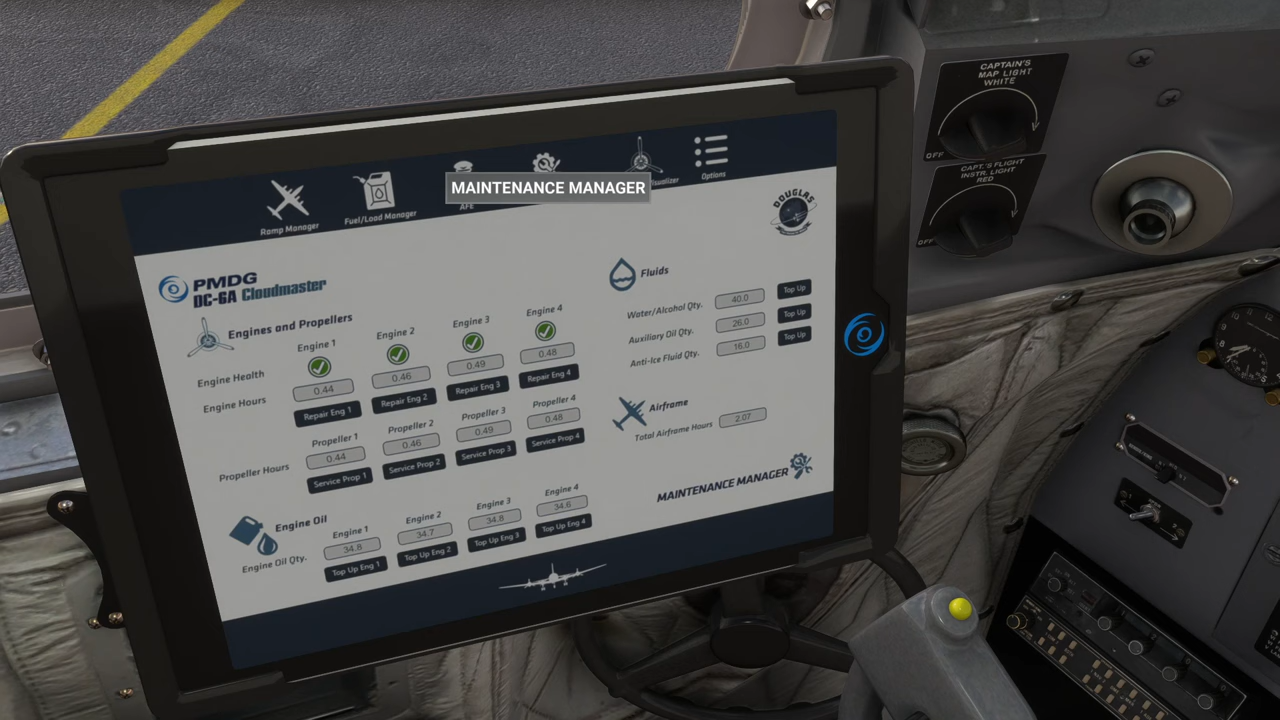 CAPTAIN'S
MAP LIGHT
WHITE
OFF
CAPT.'S FLIGHT
INSTR. LIGHT
RED
OFF
MAINTENANCE MANAGER
Ramp Manager
Fuel/Load Manager
AFE
Options
DOUGLAS
PMDG
DC-6A Cloudmaster
Engines and Propellers
Engine 1
Engine 2
Engine 3
Engine 4
Engine Health
Engine Hours
0.44
0.46
0.49
0.48
Repair Eng 1
Repair Eng 2
Repair Eng 3
Repair Eng 4
Propeller 1
Propeller 2
Propeller 3
Propeller 4
Propeller Hours
0.44
0.46
0.49
0.48
Service Prop 1
Service Prop 2
Service Prop 3
Service Prop 4
Engine Oil
Engine 1
Engine 2
Engine 3
Engine 4
Engine Oil Qty.
34.8
34.7
34.6
Top Up Eng 1
Top Up Eng 2
Top Up Eng 3
Top Up Eng 4
Fluids
Water/Alcohol Qty.
40.0
Top Up
Auxiliary Oil Qty.
26.0
Top Up
Anti-Ice Fluid Qty.
16.0
Top Up
Airframe
Total Airframe Hours
2.07
MAINTENANCE MANAGER